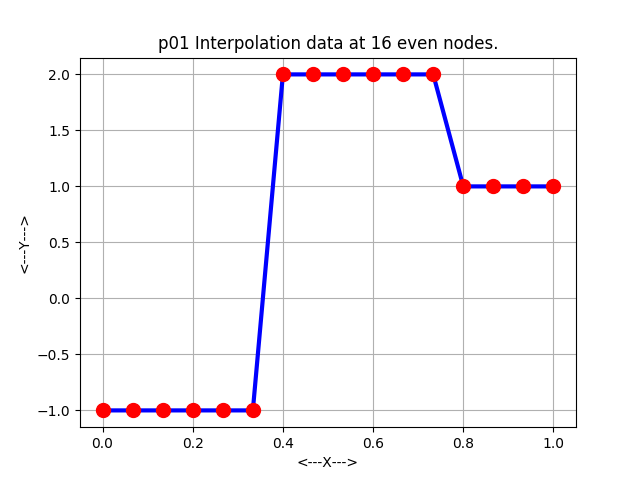 p01 Interpolation data at 16 even nodes.
2.0
1.5
1.0
0.5
0.0
−0.5
−1.0
<---Y--->
0.0 0.2 0.4 0.6 0.8 1.0
<---X--->